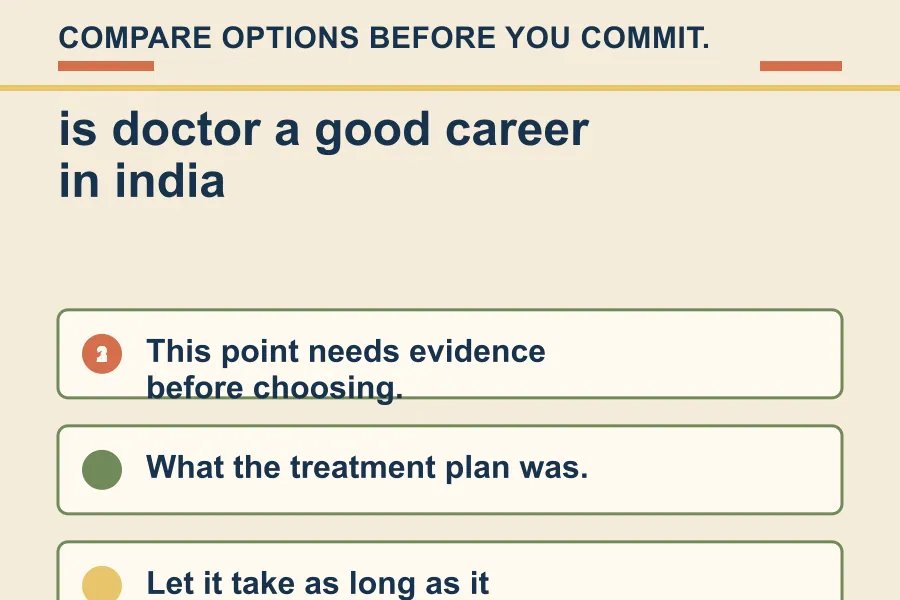 COMPARE OPTIONS BEFORE YOU COMMIT.
is doctor a good career
in india
This point needs evidence
before choosing.
What the treatment plan was.
Let it take as long as it